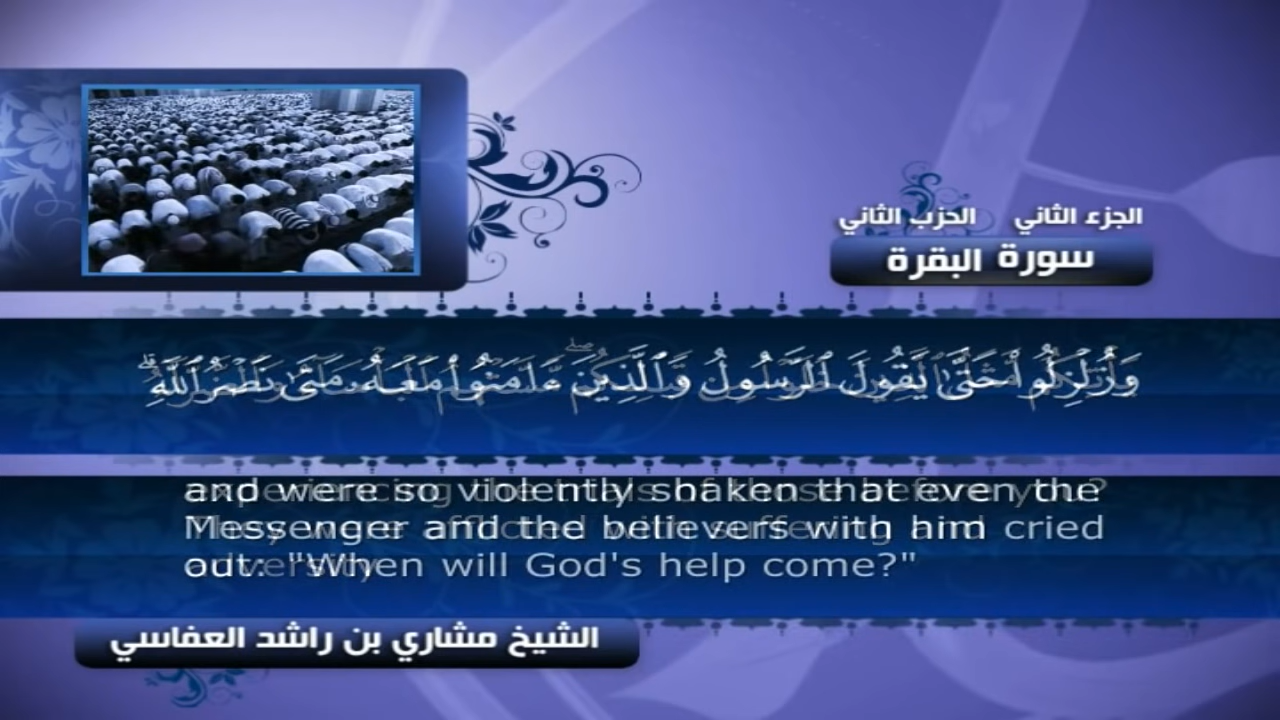 الجزء الثاني الحزب الثاني
سورة البقرة
وَزُلْزِلُوا۟ حَتَّىٰ يَقُولَ ٱلرَّسُولُ وَٱلَّذِينَ ءَامَنُوا۟ مَعَهُۥ مَتَىٰ نَصْرُ ٱللَّهِ ۗ
and were so violently shaken that even the
Messenger and the believers with him cried
out: "When will God's help come?"
الشيخ مشاري بن راشد العفاسي